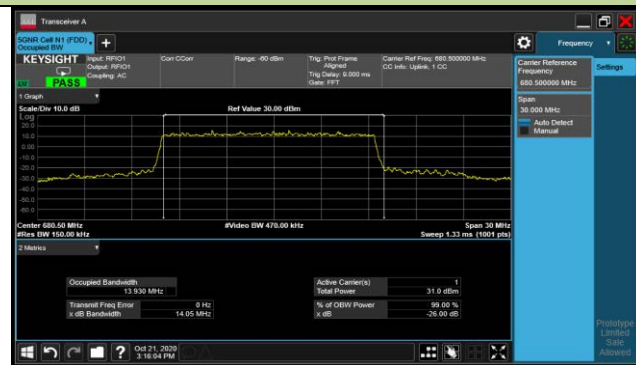 Transceiver A
5GNR Cell N1 (FDD)
Occupied BW
KEYSIGHT
PASS
Input: RFIO1
Output: RFIO1
Coupling: AC
Corr CCorr
Range: -60 dBm
Trig: Prot Frame
Aligned
Trig Delay: 9.000 ms
Gate: FFT
Carrier Ref Freq: 680.500000 MHz
CC Info: Uplink, 1 CC
Frequency
Carrier Reference
Frequency
680.500000 MHz
Settings
Span
30.000 MHz
Auto Detect
Manual
1 Graph
Scale/Div 10.0 dB
Ref Value 30.00 dBm
Log
20.0
10.0
0.00
-10.0
-20.0
-30.0
-40.0
-50.0
-60.0
Center 680.50 MHz
#Video BW 470.00 kHz
Span 30 MHz
#Res BW 150.00 kHz
Sweep 1.33 ms (1001 pts)
2 Metrics
Occupied Bandwidth
13.930 MHz
Active Carrier(s) 1
Total Power 31.0 dBm
Transmit Freq Error 0 Hz
x dB Bandwidth 14.05 MHz
% of OBW Power 99.00 %
x dB -26.00 dB
Prototype
Limited
Sale
Allowed
Oct 21, 2020
3:16:04 PM